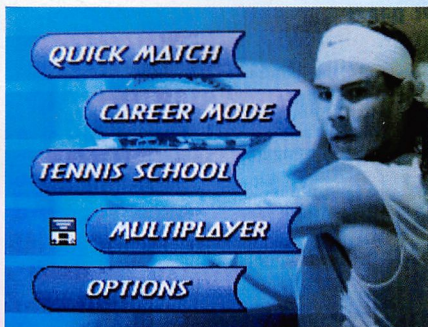 QUICK MATCH
CAREER MODE
TENNIS SCHOOL
MULTIPLAYER
OPTIONS